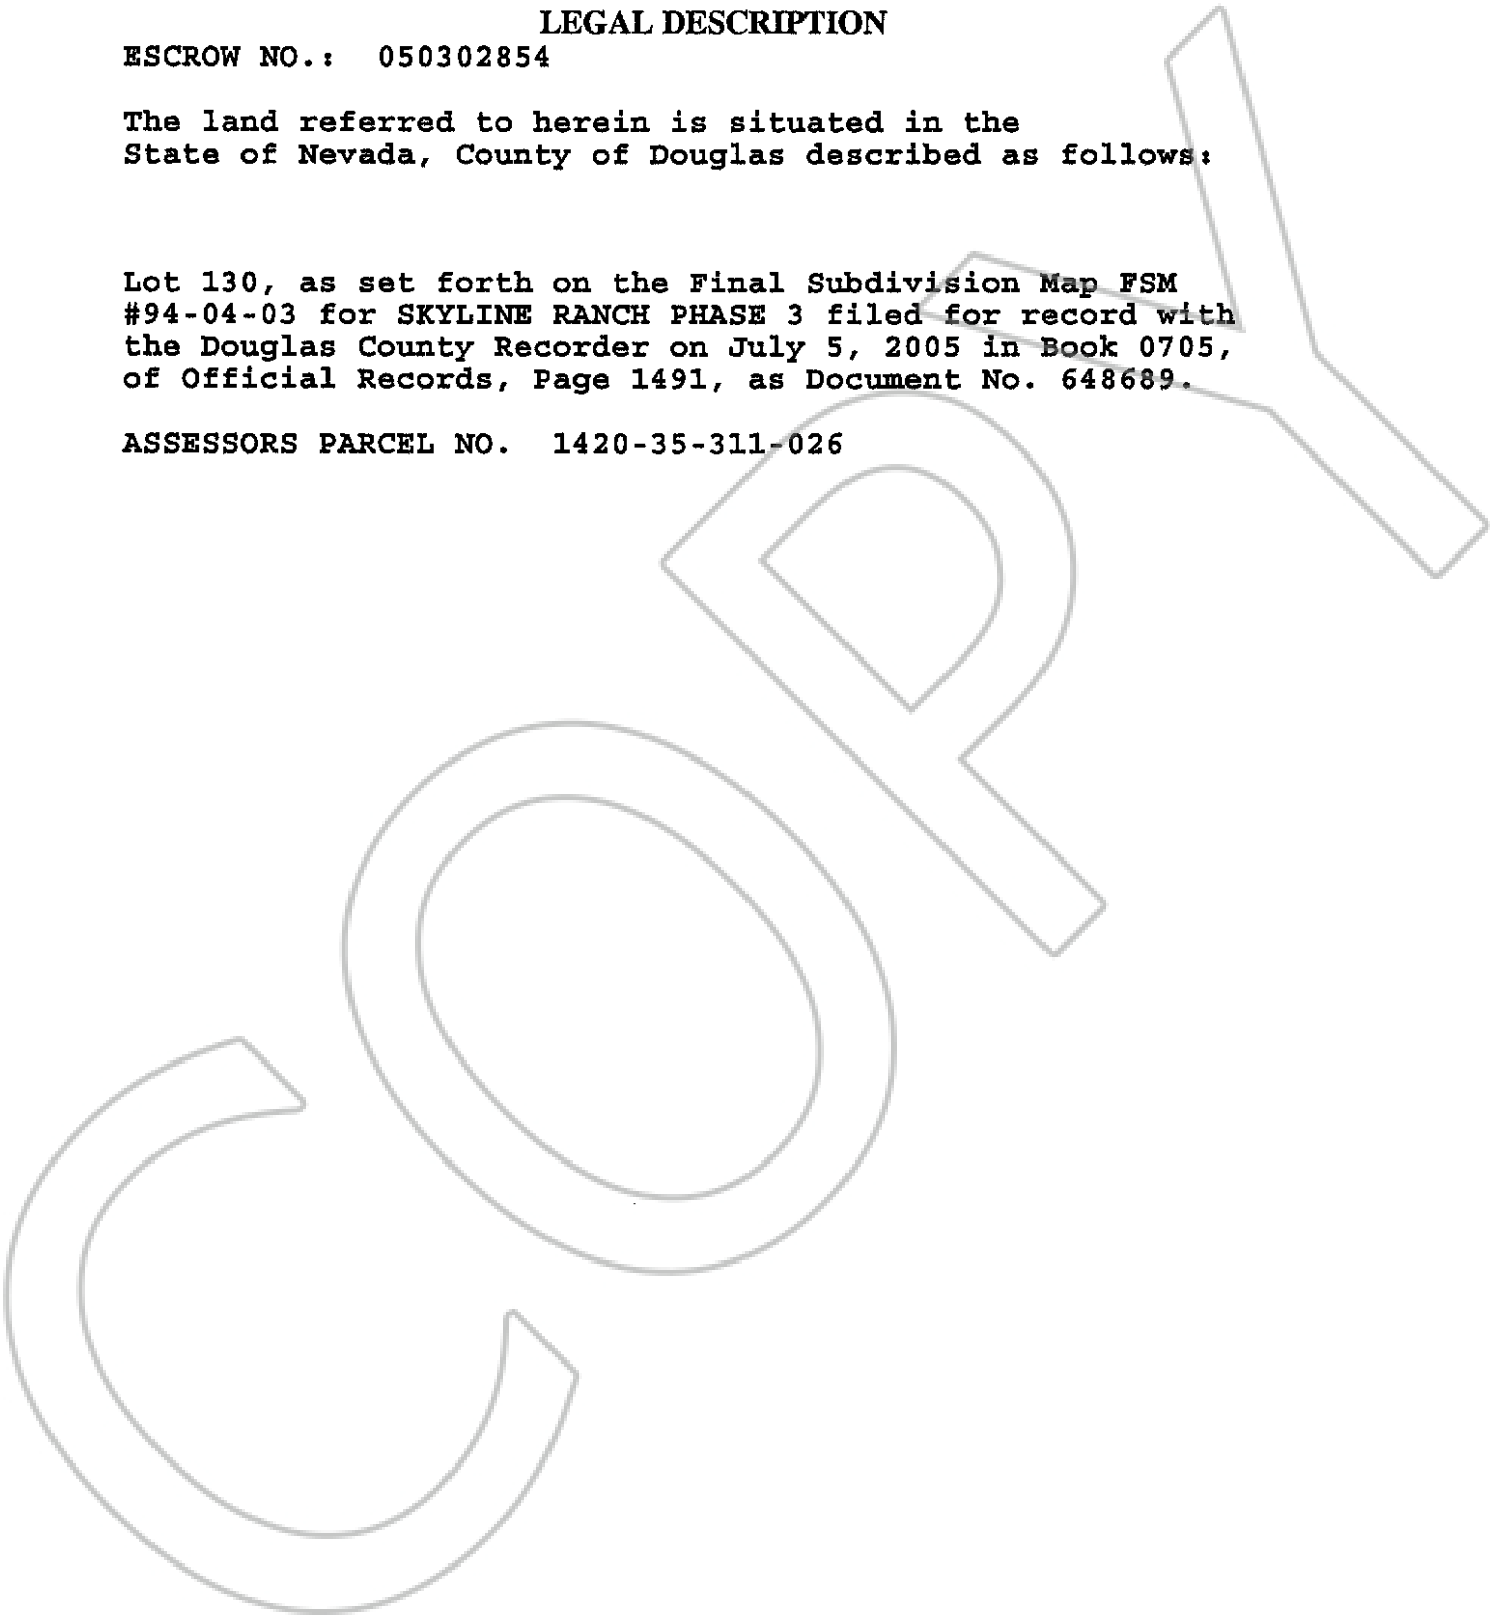 LEGAL DESCRIPTION
ESCROW NO.: 050302854
The land referred to herein is situated in the
State of Nevada, County of Douglas described as follows:
Lot 130, as set forth on the Final Subdivision Map FSM
#94-04-03 for SKYLINE RANCH PHASE 3 filed for record with
the Douglas County Recorder on July 5, 2005 in Book 0705,
of Official Records, Page 1491, as Document No. 648689.
ASSESSORS PARCEL NO. 1420-35-311-026
COPY